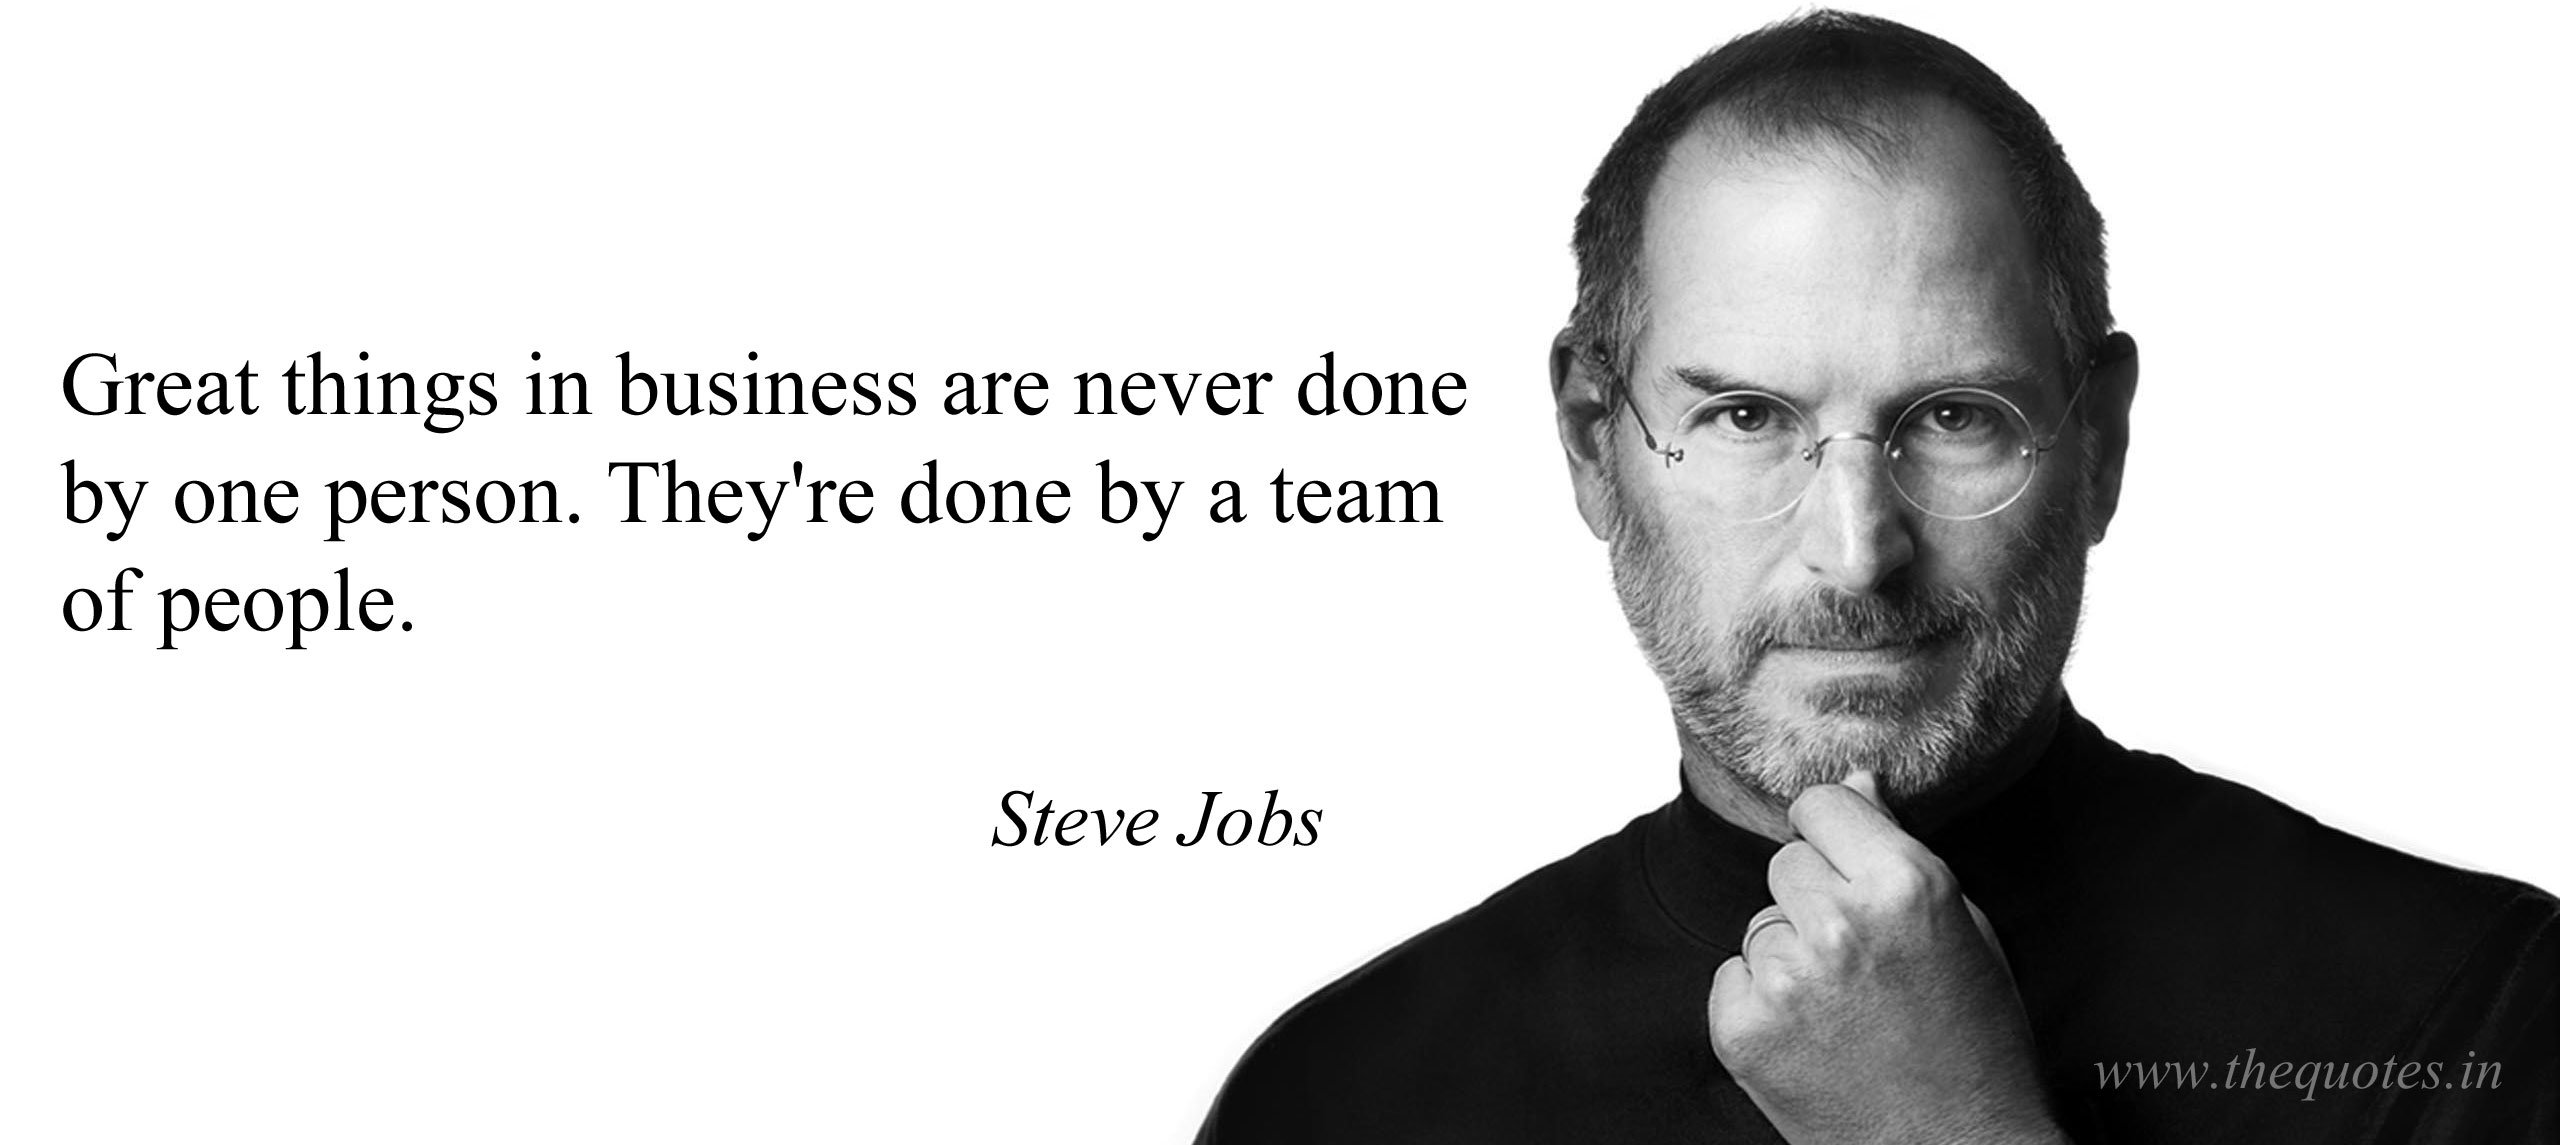 Great things in business are never done
by one person. They're done by a team
of people.
Steve Jobs
www.thequotes.in